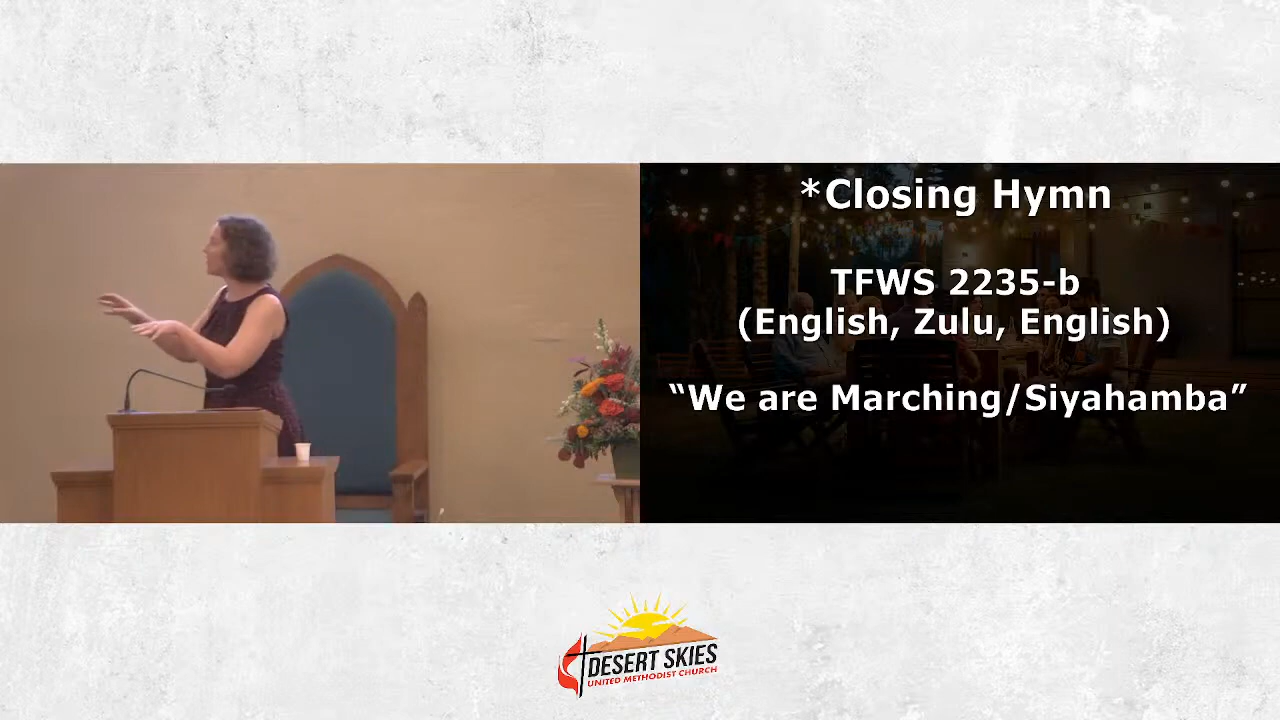 *Closing Hymn
TFWS 2235-b
(English, Zulu, English)
“We are Marching/Siyahamba”
DESERT SKIES
UNITED METHODIST CHURCH